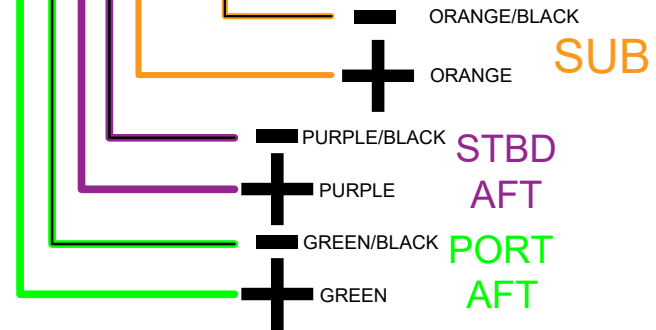 ORANGE/BLACK
SUB
ORANGE
PURPLE/BLACK
STBD
AFT
PURPLE
GREEN/BLACK
PORT
AFT
GREEN